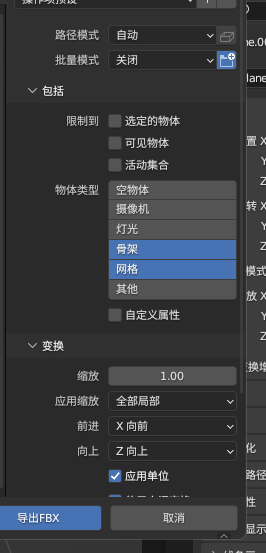 操作项预设
路径模式 自动
批量模式 关闭
包括
限制到 选定的物体
可见物体
活动集合
物体类型 空物体
摄像机
灯光
骨架
网格
其他
自定义属性
变换
缩放 1.00
应用缩放 全部局部
前进 X 向前
向上 Z 向上
应用单位
导出FBX 取消
ne.00
lane
置 X
Y
Z
转 X
Y
Z
模式
放 X
Y
Z
变换增
化
路径
性
显示